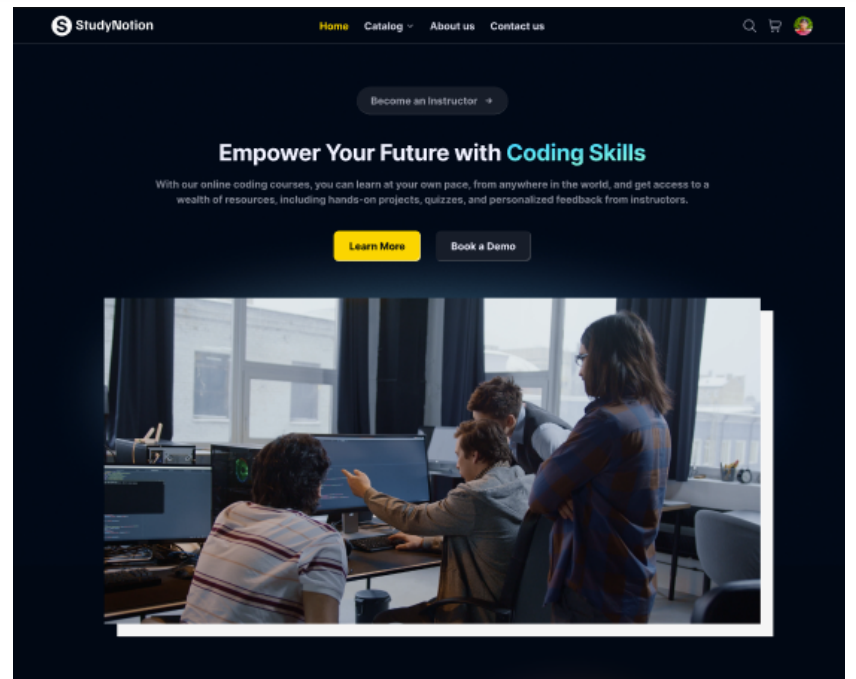 StudyNotion
Home Catalog About us Contact us
Become an Instructor →
Empower Your Future with Coding Skills
With our online coding courses, you can learn at your own pace, from anywhere in the world, and get access to a
wealth of resources, including hands-on projects, quizzes, and personalized feedback from instructors.
Learn More Book a Demo